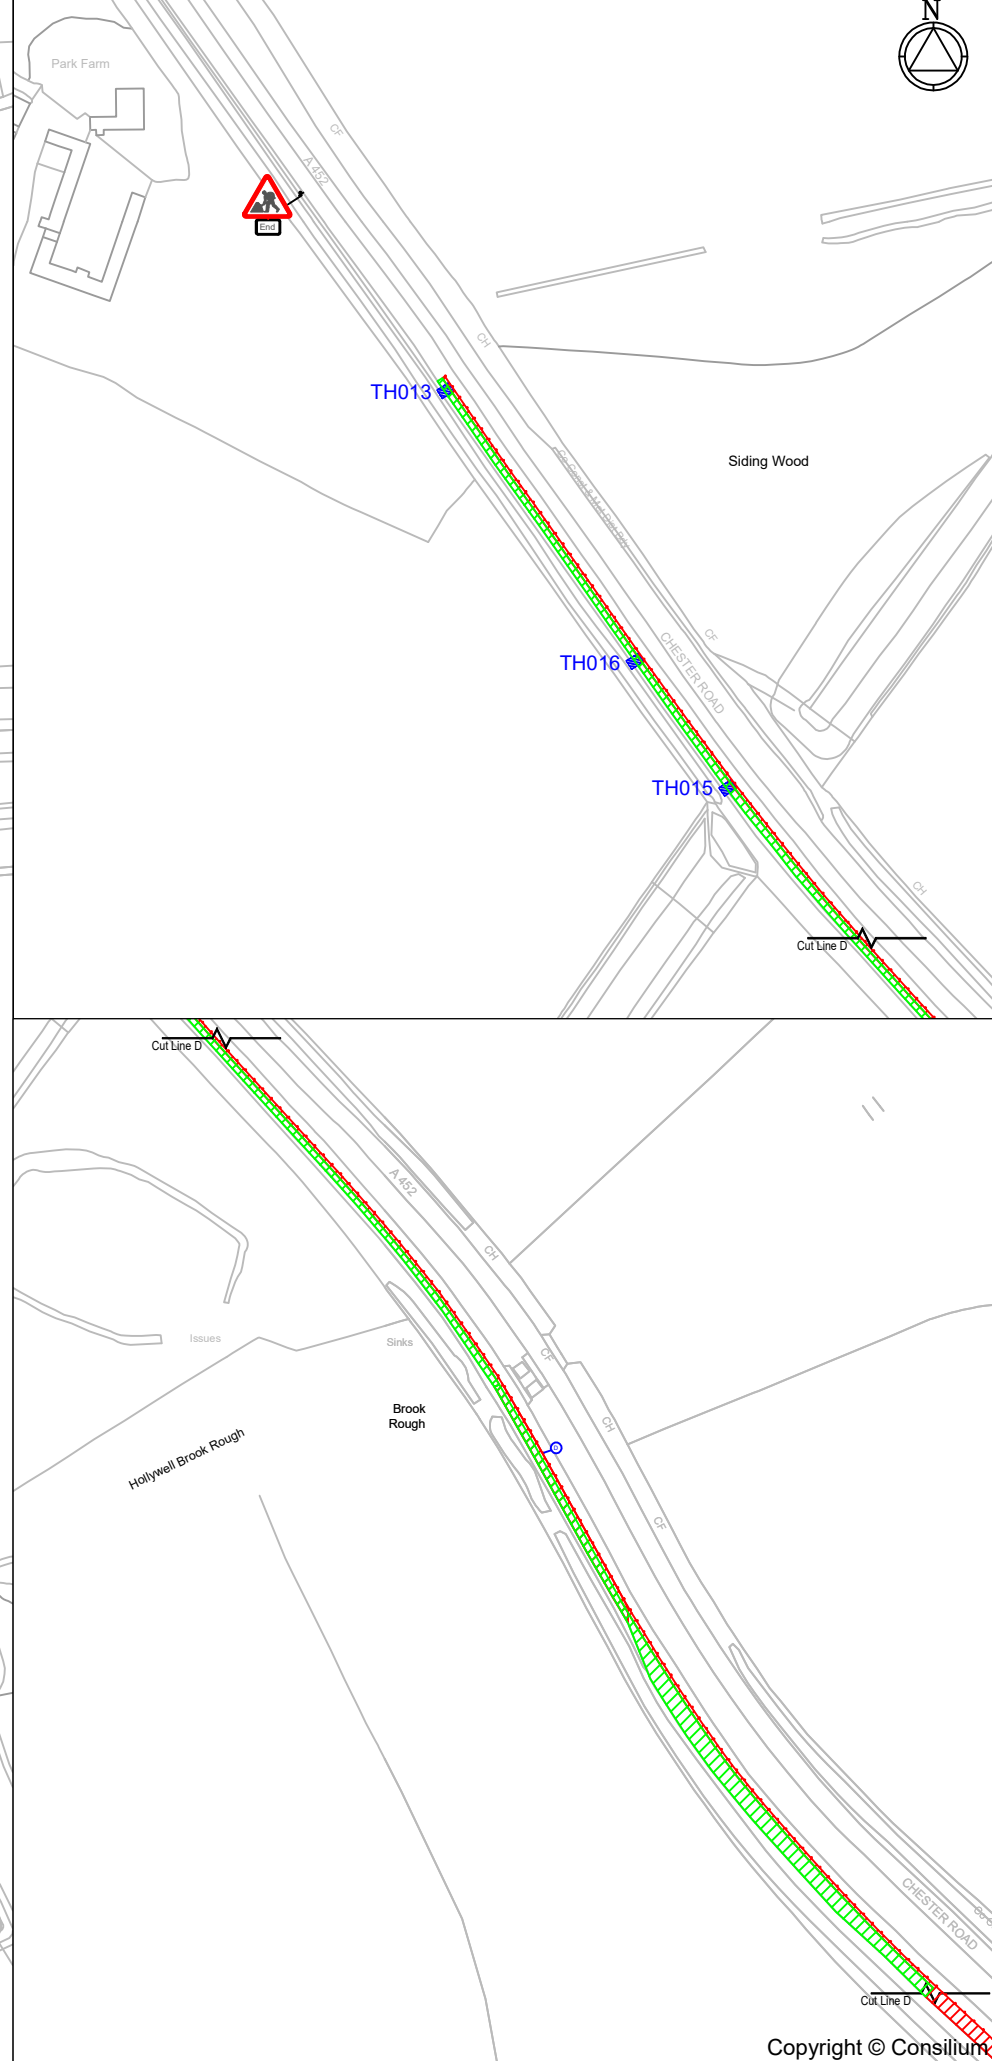 N
Park Farm
CF
A 452
End
CH
TH013
Siding Wood
TH016
CF
CHESTER ROAD
TH015
CH
Cut Line D
Cut Line D
A 452
CH
Issues
Sinks
CF
Brook
Rough
CH
Hollywell Brook Rough
CF
CHESTER ROAD
Cut Line D
Copyright © Consilium